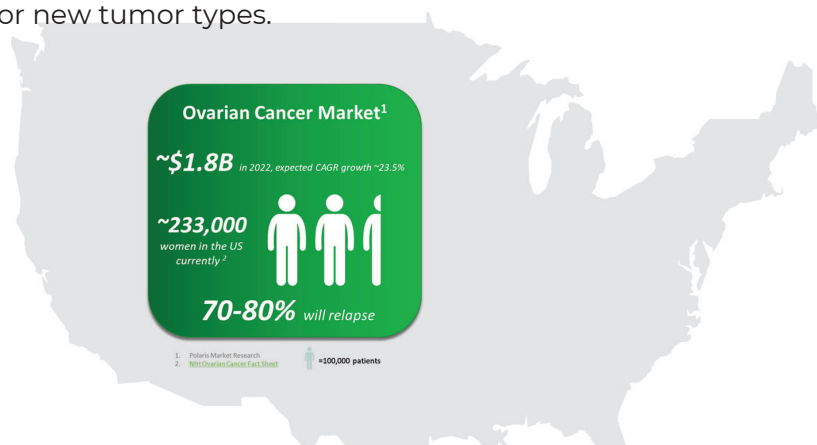 or new tumor types.
Ovarian Cancer Market¹
~$1.8B in 2022, expected CAGR growth ~23.5%
~233,000
women in the US
currently ²
70-80% will relapse
1. Polaris Market Research
2. NIH Ovarian Cancer Fact Sheet
=100,000 patients